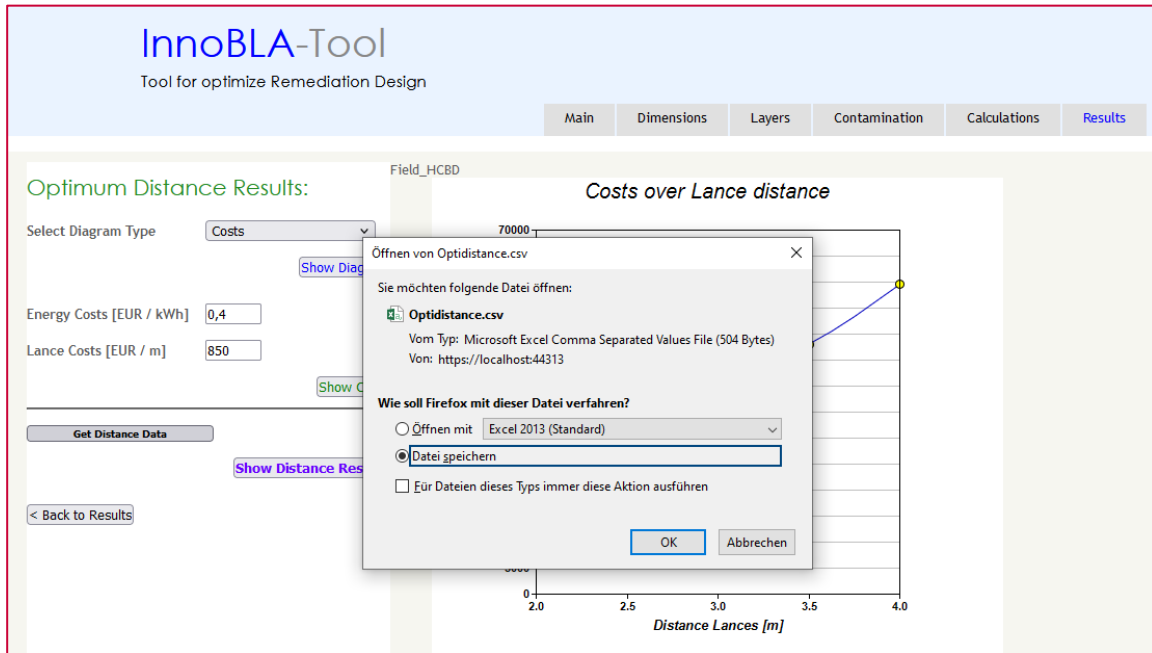 InnoBLA-Tool
Tool for optimize Remediation Design
Main Dimensions Layers Contamination Calculations Results
Optimum Distance Results:
Select Diagram Type Costs
Show Diag
Energy Costs [EUR / kWh] 0,4
Lance Costs [EUR / m] 850
Show C
Get Distance Data
Show Distance Res
< Back to Results
Field_HCBD
Costs over Lance distance
70000
Öffnen von Optidistance.csv
Sie möchten folgende Datei öffnen:
Optidistance.csv
Vom Typ: Microsoft Excel Comma Separated Values File (504 Bytes)
Von: https://localhost:44313
Wie soll Firefox mit dieser Datei verfahren?
Öffnen mit Excel 2013 (Standard)
Datei speichern
Für Dateien dieses Typs immer diese Aktion ausführen
OK Abbrechen
0
2.0 2.5 3.0 3.5 4.0
Distance Lances [m]